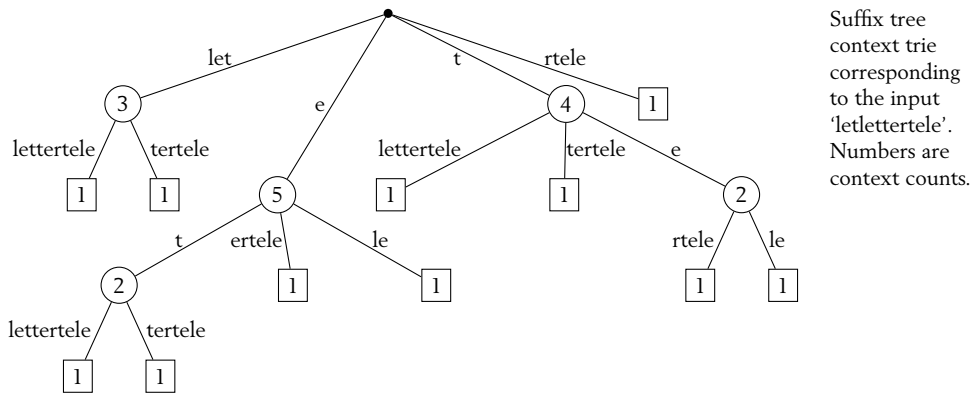 let
e
t
rtele
3
4
1
lettertele
tertele
lettertele
tertele
e
1
1
5
1
1
2
t
ertele
le
rtele
le
2
1
1
1
1
lettertele
tertele
1
1
Suffix tree
context trie
corresponding
to the input
‘letlettertele’.
Numbers are
context counts.